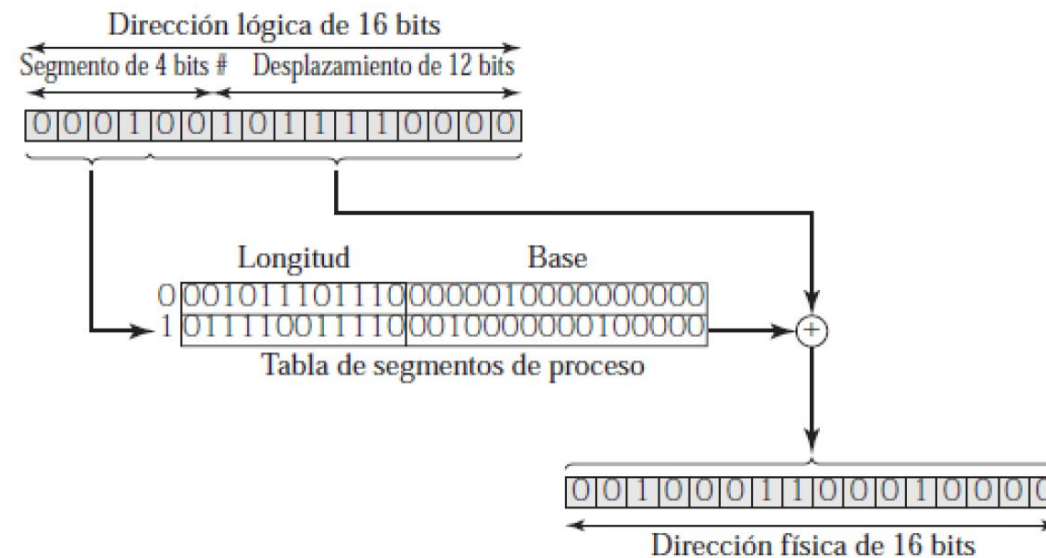 Dirección lógica de 16 bits
Segmento de 4 bits # Desplazamiento de 12 bits
0001001011110000
Longitud Base
0 001011101110 0000010000000000
1 011110011110 0010000000100000
+
Tabla de segmentos de proceso
0010001100010000
Dirección física de 16 bits